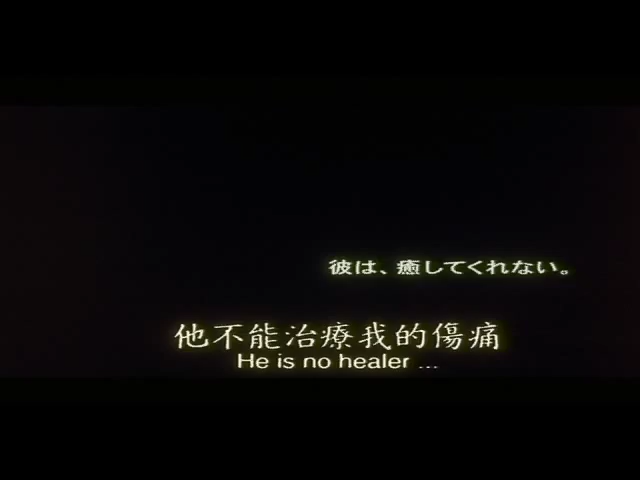 彼は、癒してくれない。
他不能治療我的傷痛
He is no healer ...